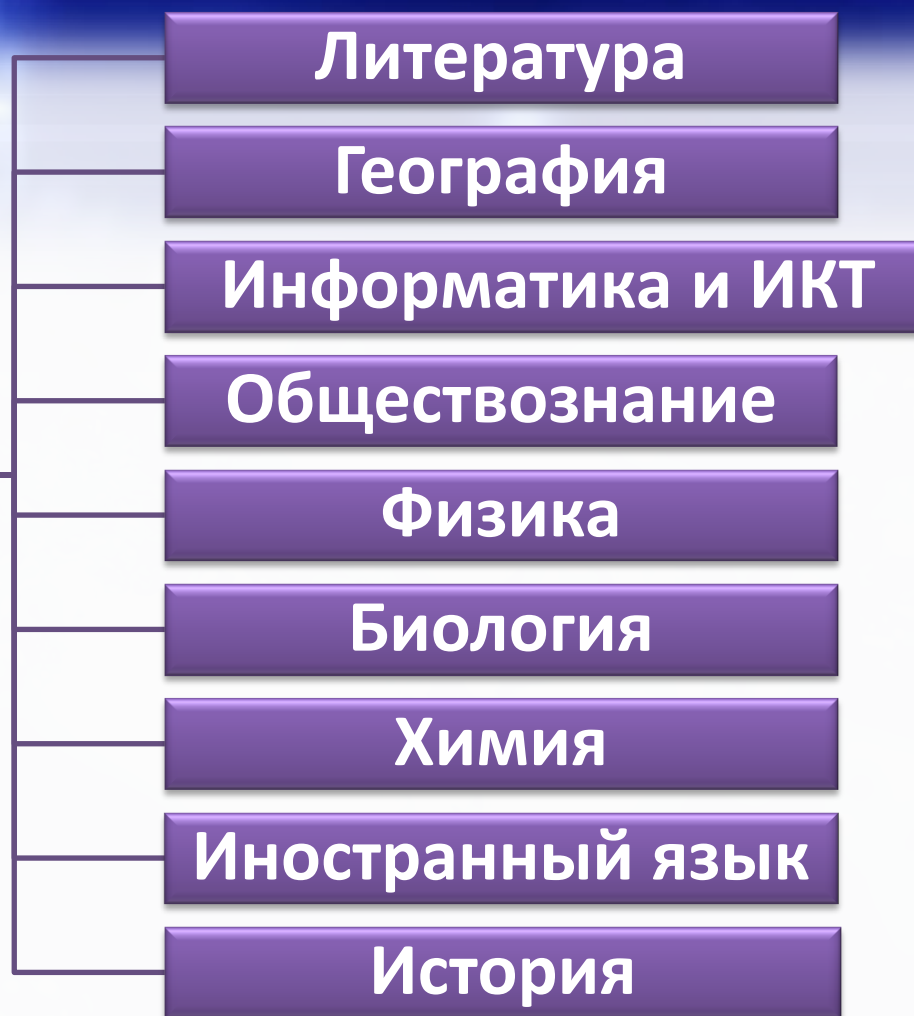 Литература
География
Информатика и ИКТ
Обществознание
Физика
Биология
Химия
Иностранный язык
История